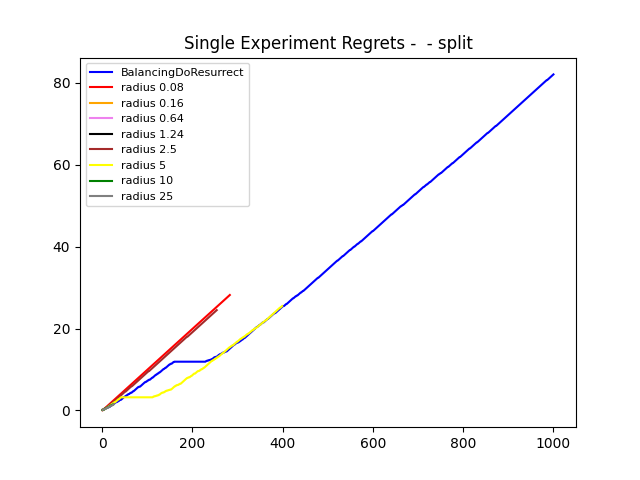 Single Experiment Regrets -  - split
BalancingDoResurrect
radius 0.08
radius 0.16
radius 0.64
radius 1.24
radius 2.5
radius 5
radius 10
radius 25
80
60
40
20
0
0 200 400 600 800 1000